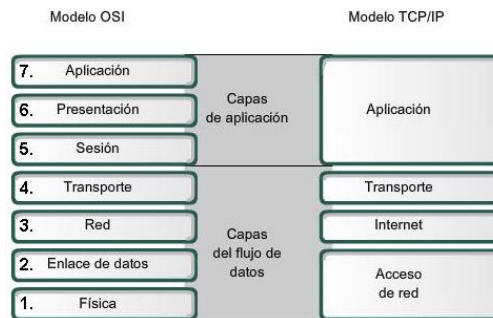 Modelo OSI
Modelo TCP/IP
7. Aplicación
6. Presentación
5. Sesión
4. Transporte
3. Red
2. Enlace de datos
1. Física
Capas
de aplicación
Capas
del flujo de
datos
Aplicación
Transporte
Internet
Acceso
de red